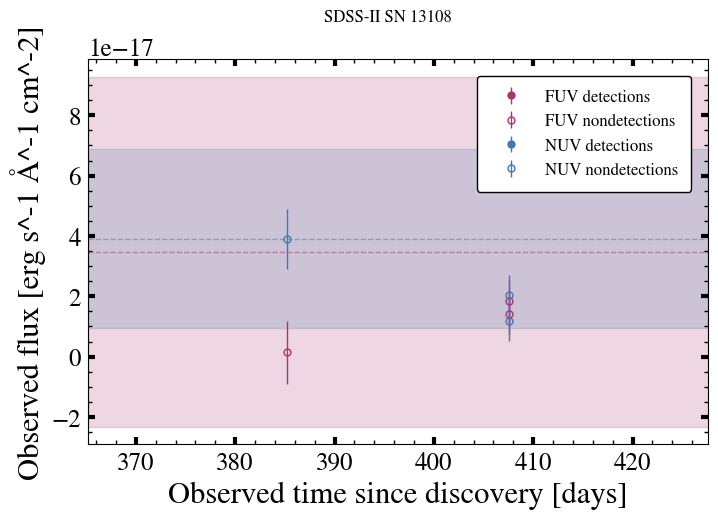 SDSS-II SN 13108
1e−17
FUV detections
FUV nondetections
NUV detections
NUV nondetections
8
6
4
2
0
−2
370
380
390
400
410
420
Observed time since discovery [days]
Observed flux [erg s^-1 Å^-1 cm^-2]